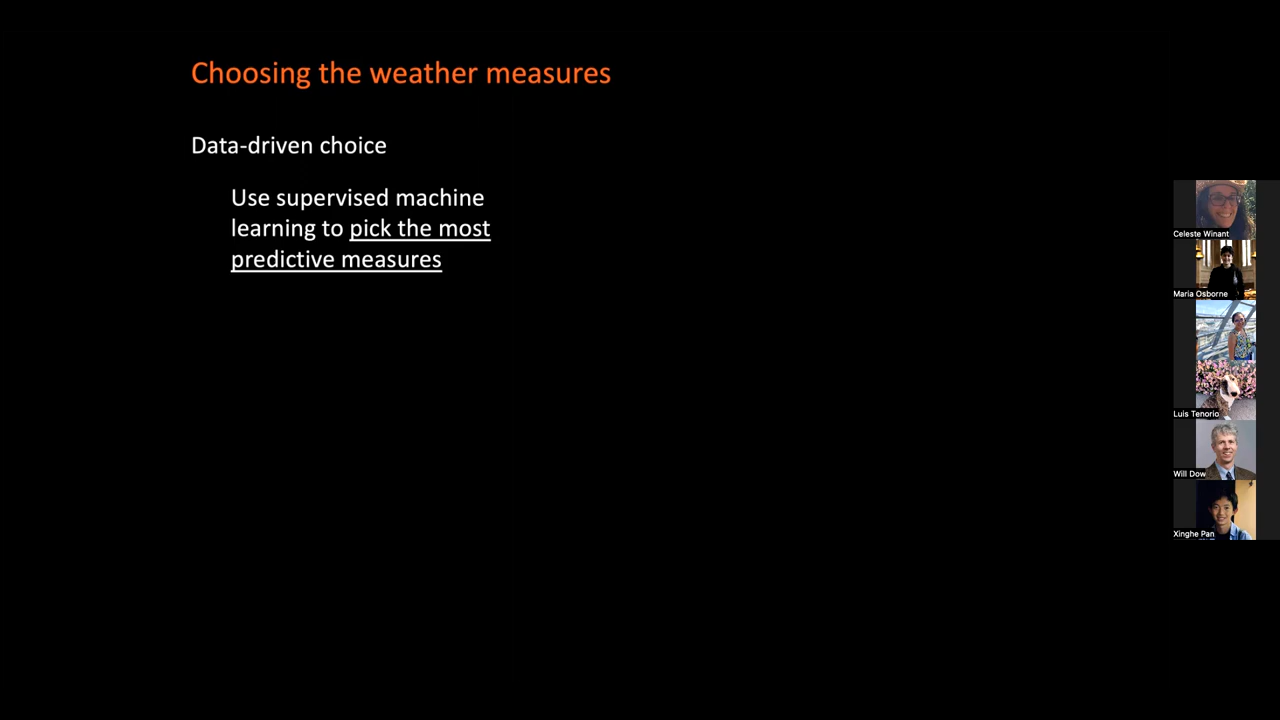 Choosing the weather measures
Data-driven choice
Use supervised machine
learning to pick the most
predictive measures
Celeste Winant
Maria Osborne
Luis Tenorio
Will Dow
Xinghe Pan